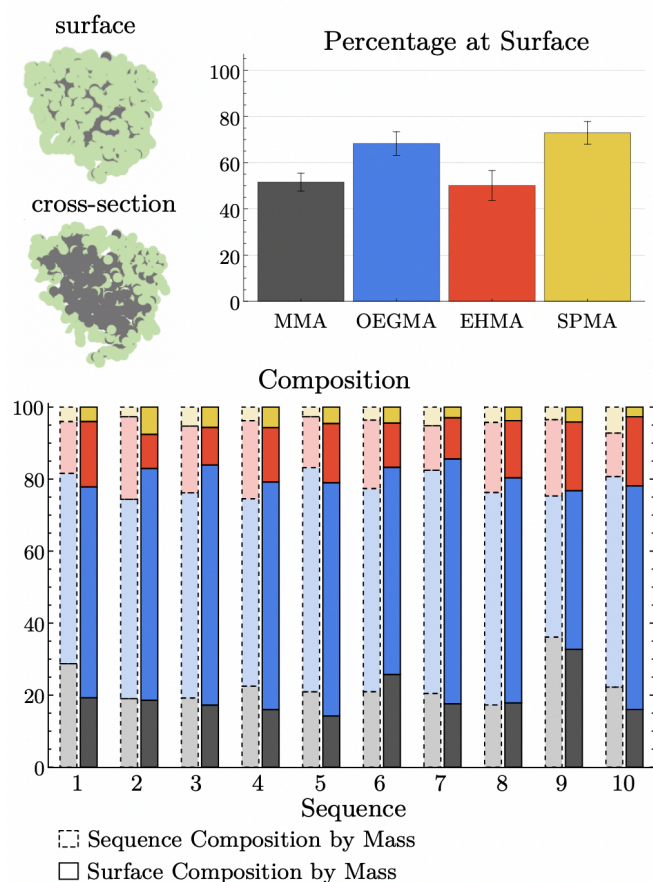 surface
Percentage at Surface
100
80
60
40
20
0
MMA OEGMA EHMA SPMA
cross-section
Composition
100
80
60
40
20
0
1 2 3 4 5 6 7 8 9 10
Sequence
Sequence Composition by Mass
Surface Composition by Mass